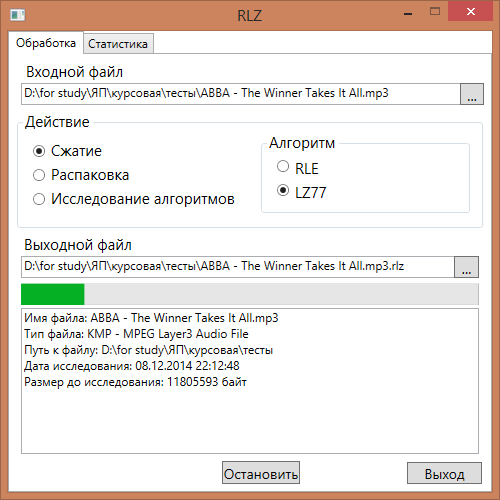 RLZ
Обработка
Статистика
Входной файл
D:\for study\ЯП\курсовая\тесты\ABBA - The Winner Takes It All.mp3
...
Действие
Сжатие
Распаковка
Исследование алгоритмов
Алгоритм
RLE
LZ77
Выходной файл
D:\for study\ЯП\курсовая\тесты\ABBA - The Winner Takes It All.mp3.rlz
...
Имя файла: ABBA - The Winner Takes It All.mp3
Тип файла: KMP - MPEG Layer3 Audio File
Путь к файлу: D:\for study\ЯП\курсовая\тесты
Дата исследования: 08.12.2014 22:12:48
Размер до исследования: 11805593 байт
Остановить
Выход